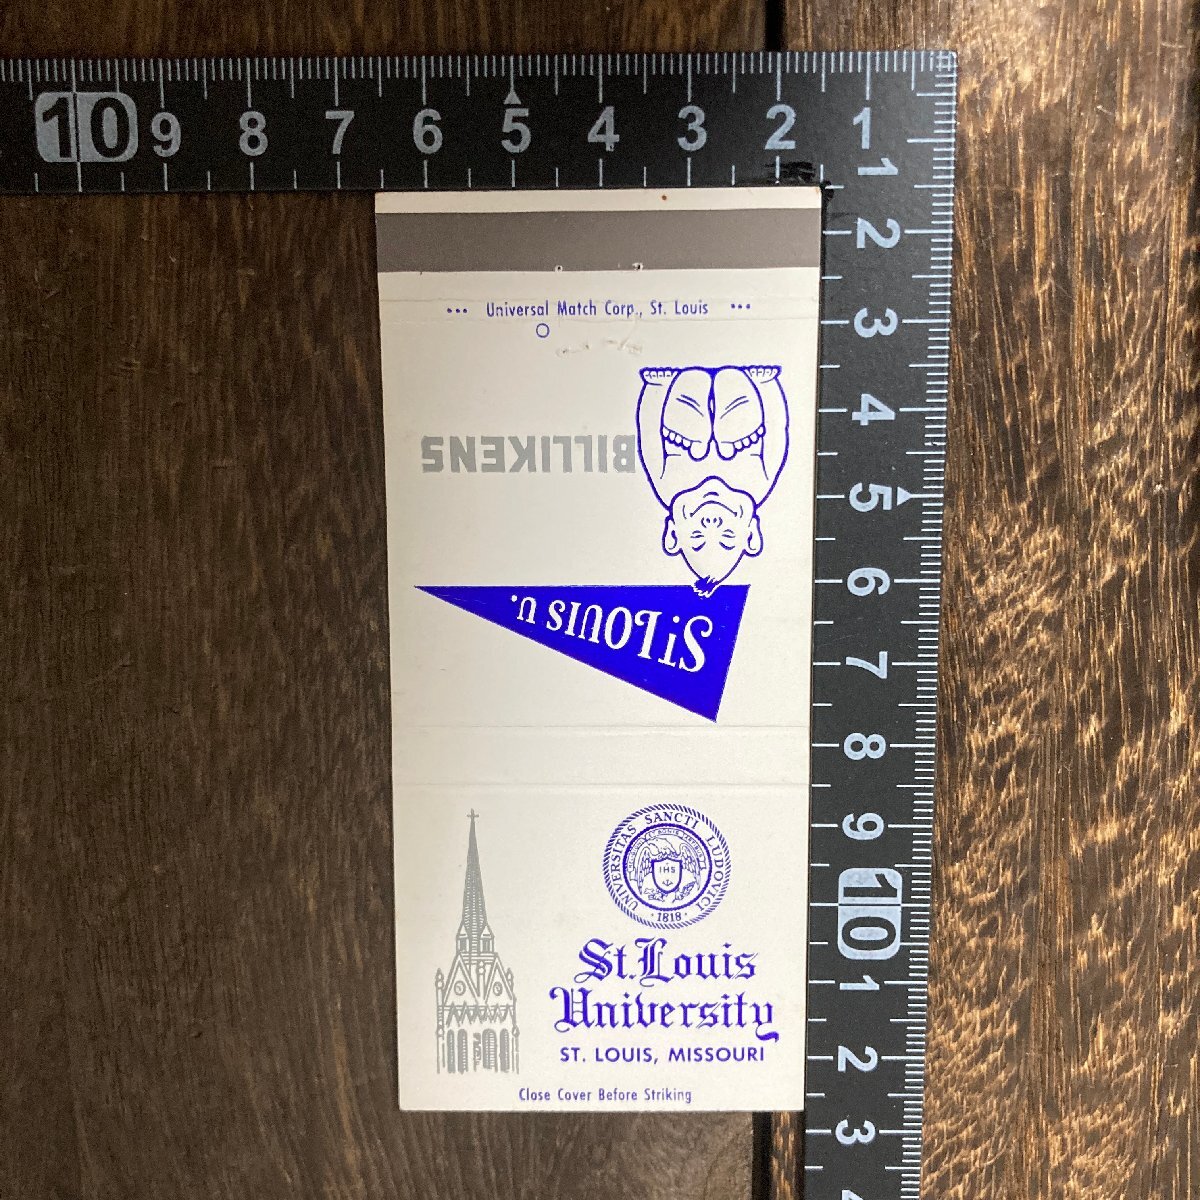 10 9 8 7 6 5 4 3 2 1
1
2
3
4
5
6
7
8
9
10
1
2
3
4
••• Universal Match Corp., St. Louis •••
BILLIKENS
St. LOUIS U.
UNIVERSITAS SANCTI LUDOVICI
IHS
• 1818 •
St. Louis
University
ST. LOUIS, MISSOURI
Close Cover Before Striking